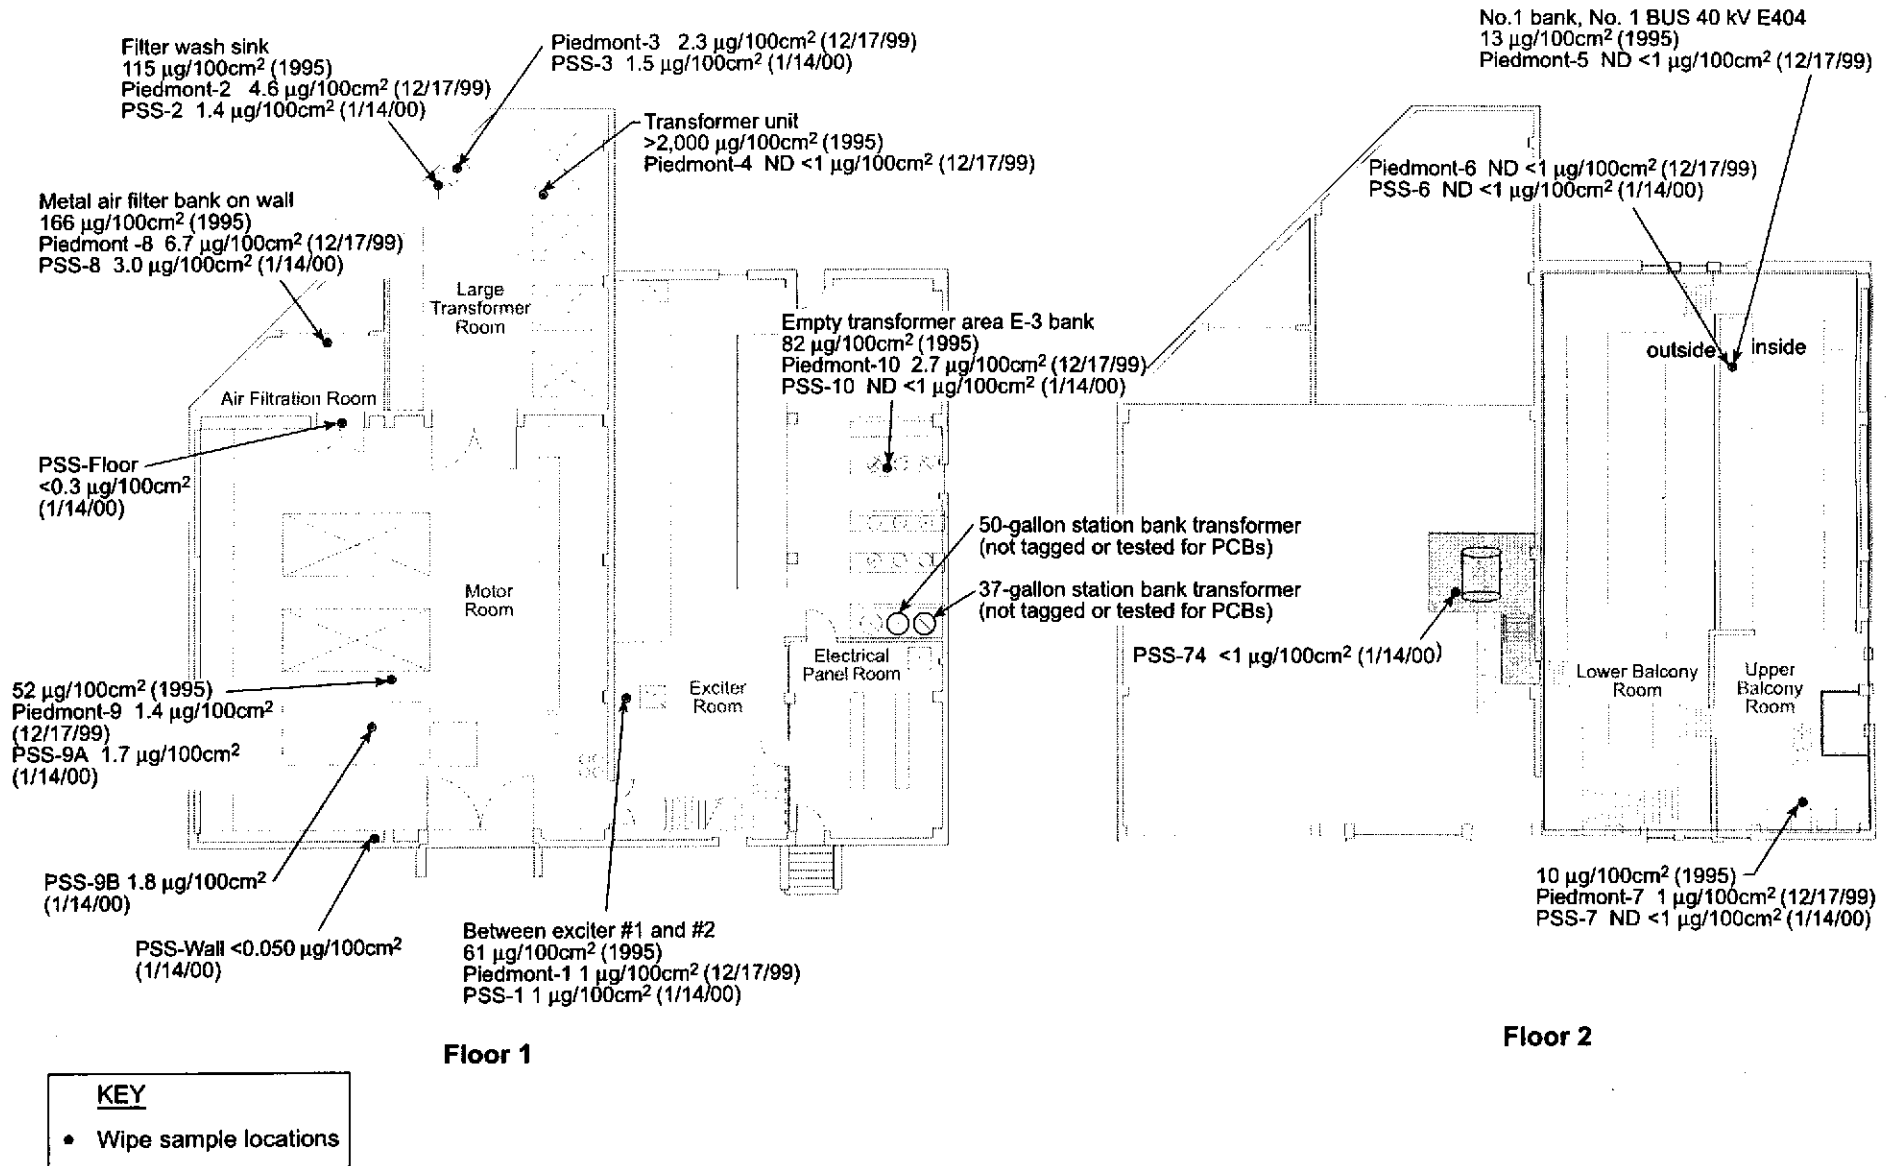 Filter wash sink
115 µg/100cm² (1995)
Piedmont-2 4.6 µg/100cm² (12/17/99)
PSS-2 1.4 µg/100cm² (1/14/00)
Piedmont-3 2.3 µg/100cm² (12/17/99)
PSS-3 1.5 µg/100cm² (1/14/00)
Transformer unit
>2,000 µg/100cm² (1995)
Piedmont-4 ND <1 µg/100cm² (12/17/99)
Metal air filter bank on wall
166 µg/100cm² (1995)
Piedmont -8 6.7 µg/100cm² (12/17/99)
PSS-8 3.0 µg/100cm² (1/14/00)
Large
Transformer
Room
Empty transformer area E-3 bank
82 µg/100cm² (1995)
Piedmont-10 2.7 µg/100cm² (12/17/99)
PSS-10 ND <1 µg/100cm² (1/14/00)
Air Filtration Room
PSS-Floor
<0.3 µg/100cm²
(1/14/00)
50-gallon station bank transformer
(not tagged or tested for PCBs)
37-gallon station bank transformer
(not tagged or tested for PCBs)
Motor
Room
Electrical
Panel Room
Exciter
Room
52 µg/100cm² (1995)
Piedmont-9 1.4 µg/100cm²
(12/17/99)
PSS-9A 1.7 µg/100cm²
(1/14/00)
PSS-9B 1.8 µg/100cm²
(1/14/00)
PSS-Wall <0.050 µg/100cm²
(1/14/00)
Between exciter #1 and #2
61 µg/100cm² (1995)
Piedmont-1 1 µg/100cm² (12/17/99)
PSS-1 1 µg/100cm² (1/14/00)
Floor 1
No.1 bank, No. 1 BUS 40 kV E404
13 µg/100cm² (1995)
Piedmont-5 ND <1 µg/100cm² (12/17/99)
Piedmont-6 ND <1 µg/100cm² (12/17/99)
PSS-6 ND <1 µg/100cm² (1/14/00)
outside
inside
PSS-74 <1 µg/100cm² (1/14/00)
Lower Balcony
Room
Upper
Balcony
Room
10 µg/100cm² (1995)
Piedmont-7 1 µg/100cm² (12/17/99)
PSS-7 ND <1 µg/100cm² (1/14/00)
Floor 2
KEY
Wipe sample locations